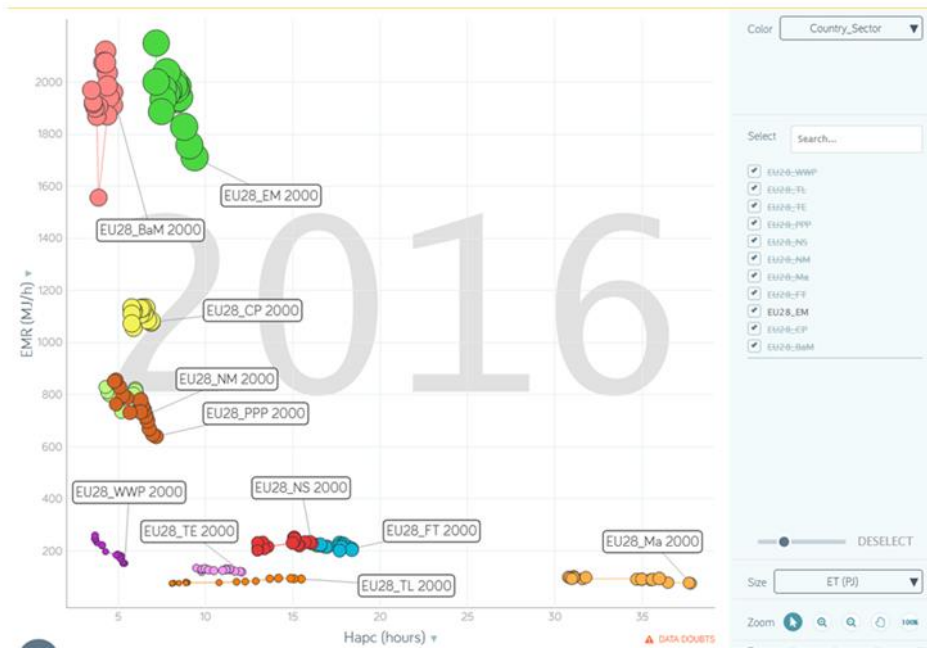 Color Country_Sector ▼
2000
1800
1600
1400
1200
1000
800
600
400
200
EMR (MJ/h) ▼
2016
EU28_EM 2000
EU28_BaM 2000
EU28_CP 2000
EU28_NM 2000
EU28_PPP 2000
EU28_WWP 2000
EU28_NS 2000
EU28_TE 2000
EU28_FT 2000
EU28_Ma 2000
EU28_TL 2000
5 10 15 20 25 30 35
Hapc (hours) ▼
DATA DOUBTS
Select Search...
EU28_WWP
EU28_TL
EU28_TE
EU28_PPP
EU28_NS
EU28_NM
EU28_Ma
EU28_FT
EU28_EM
EU28_CP
EU28_BaM
DESELECT
Size ET (PJ) ▼
Zoom 100%